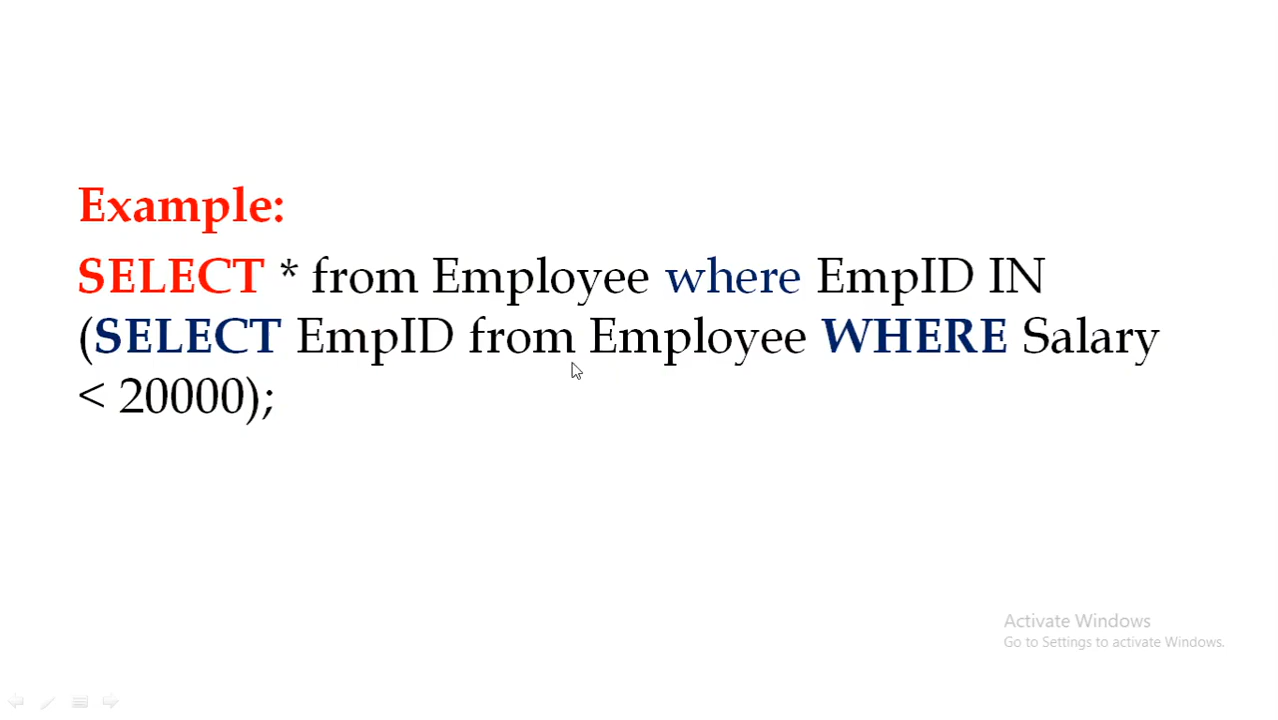 Example:
SELECT * from Employee where EmpID IN
(SELECT EmpID from Employee WHERE Salary
< 20000);
Activate Windows
Go to Settings to activate Windows.